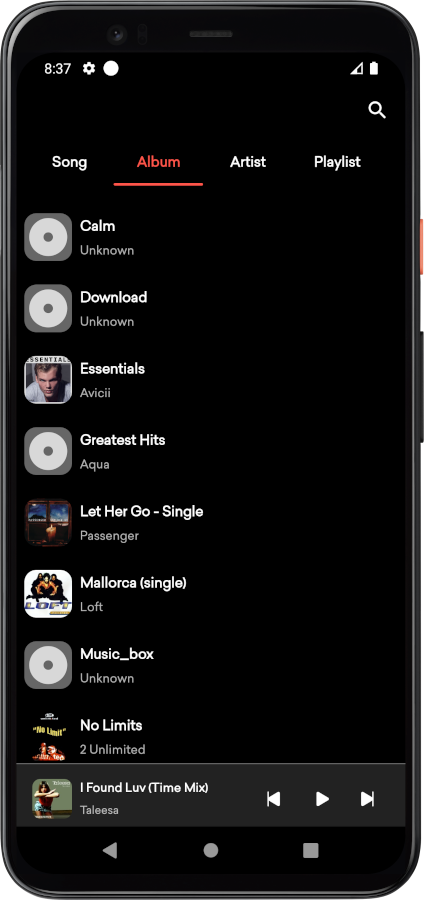 8:37
Song Album Artist Playlist
Calm
Unknown
Download
Unknown
ESSENTIALS
Essentials
Avicii
Greatest Hits
Aqua
Let Her Go - Single
Passenger
Mallorca (single)
LOFT
Loft
Music_box
Unknown
No Limits
"No Limit"
2 Unlimited
I Found Luv (Time Mix)
Taleesa